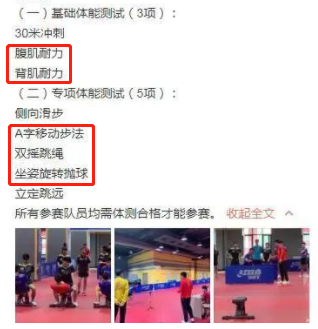 （一）基础体能测试（3项）：
30米冲刺
腹肌耐力
背肌耐力
（二）专项体能测试（5项）：
侧向滑步
A字移动步法
双摇跳绳
坐姿旋转抛球
立定跳远
所有参赛队员均需体测合格才能参赛。 收起全文 ∧